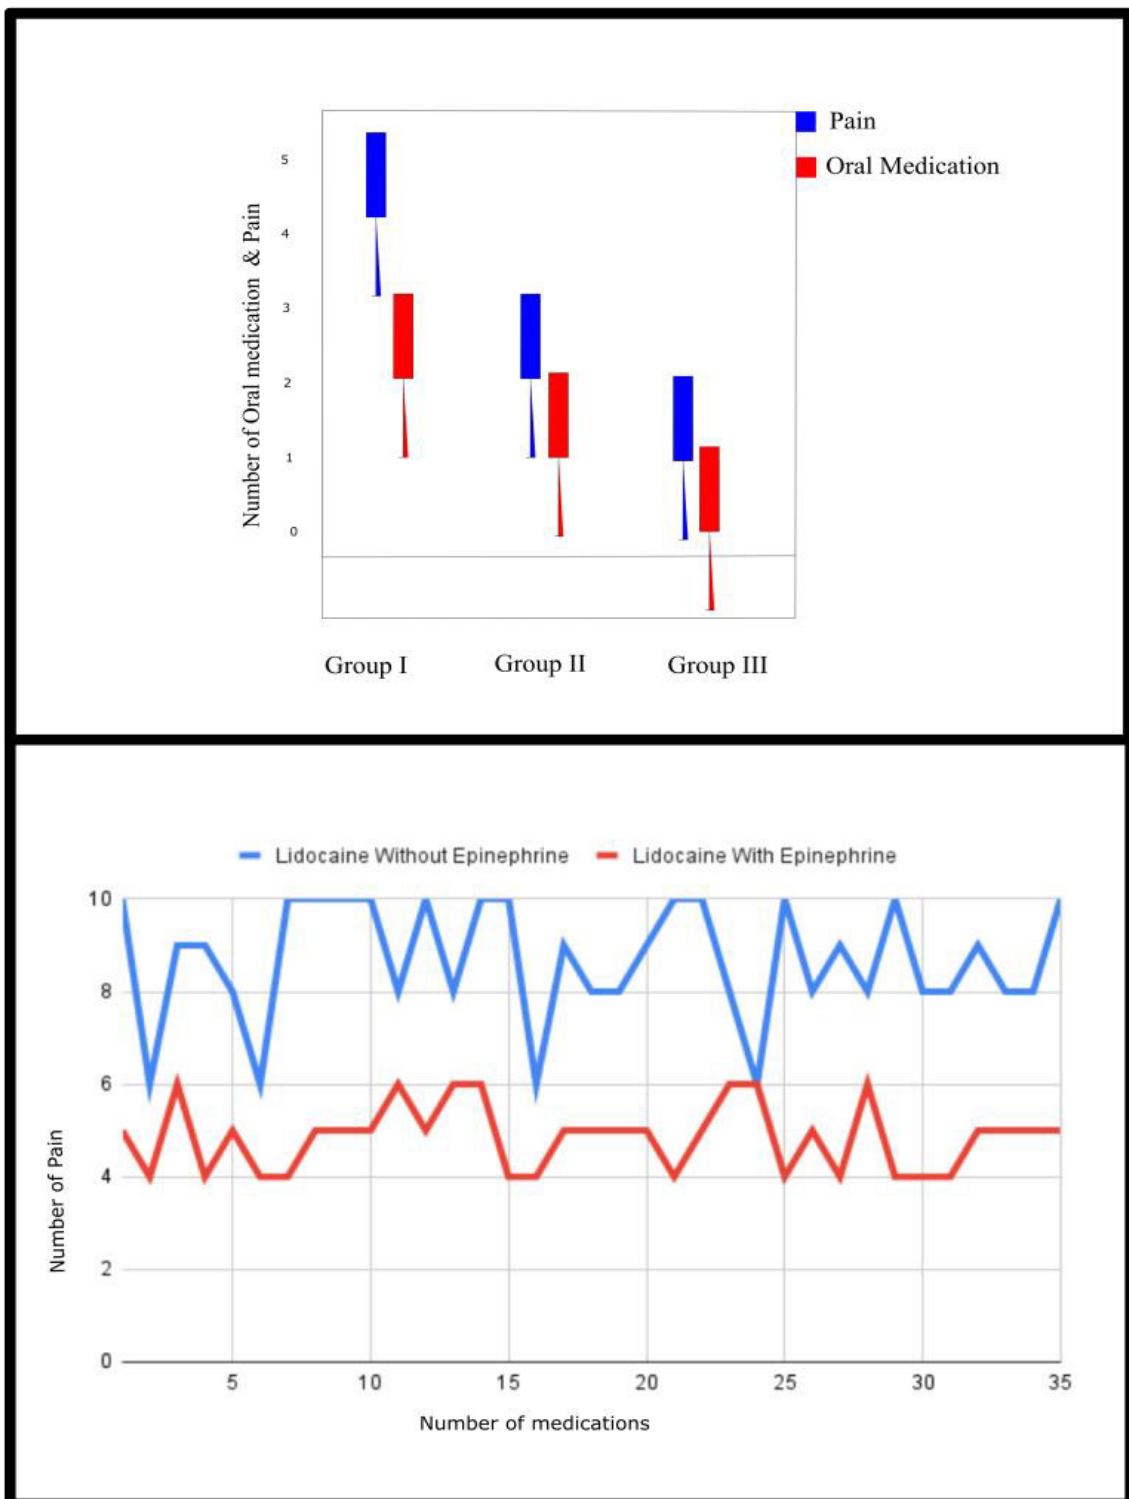 Pain
Oral Medication
Number of Oral medication & Pain
5
4
3
2
1
0
Group I Group II Group III
Lidocaine Without Epinephrine Lidocaine With Epinephrine
Number of Pain
10
8
6
4
2
0
5 10 15 20 25 30 35
Number of medications